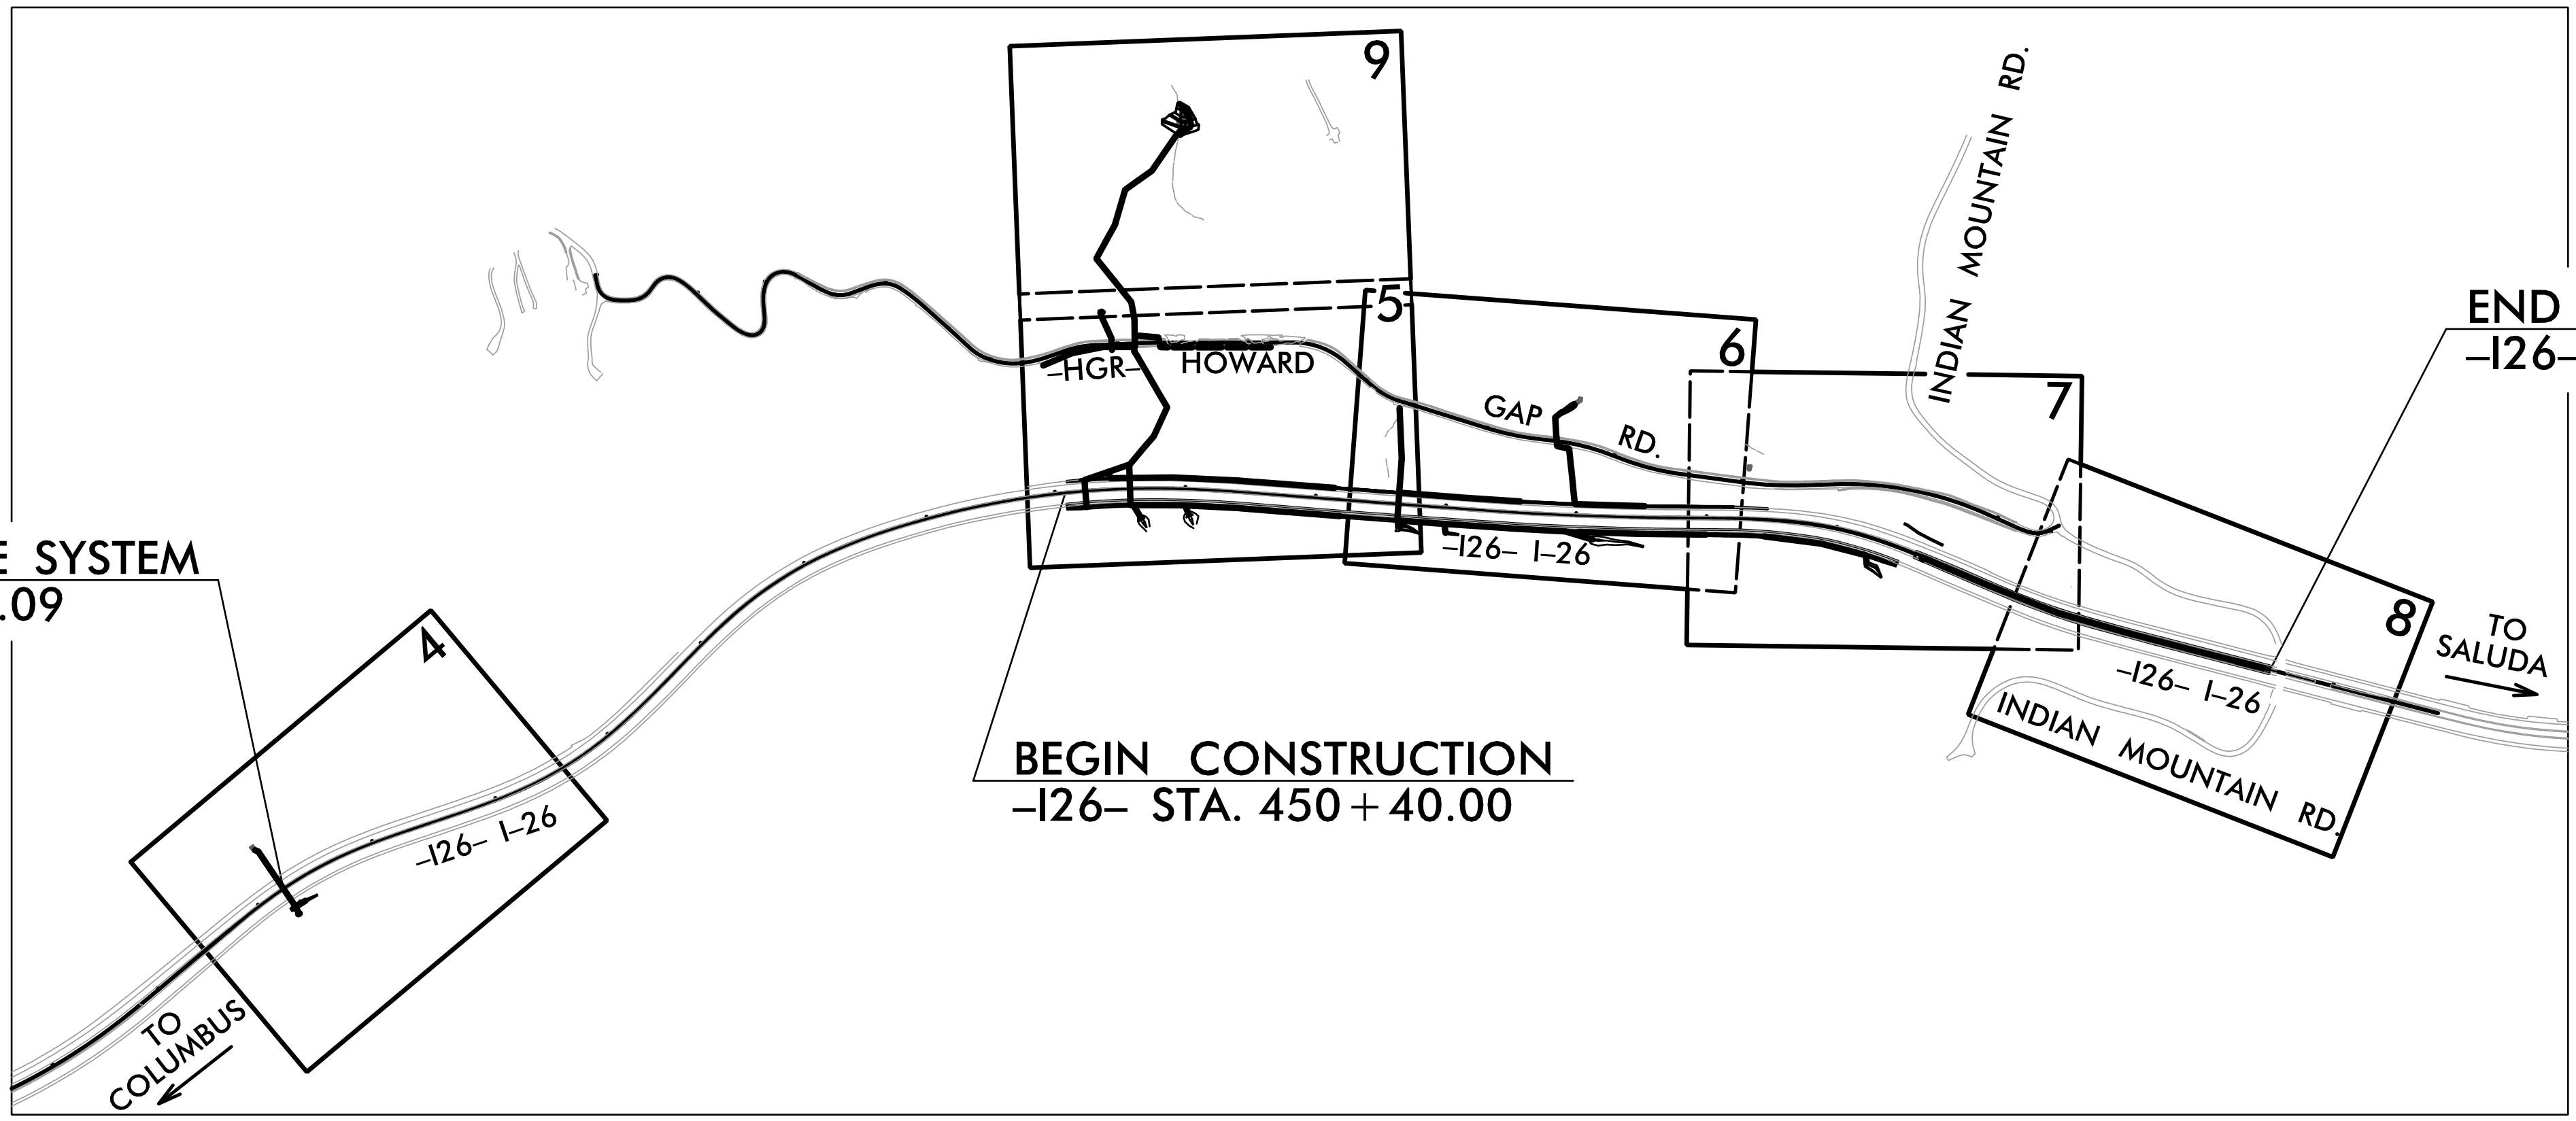 9
INDIAN MOUNTAIN RD.
5
6
7
END
–I26–
–HGR–
HOWARD
GAP
RD.
–I26– I–26
SYSTEM
.09
4
8
TO
SALUDA
–I26– I–26
INDIAN MOUNTAIN RD.
BEGIN CONSTRUCTION
–I26– STA. 450+40.00
–I26– I–26
TO
COLUMBUS